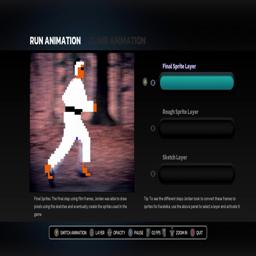 RUN ANIMATION CLIMB ANIMATION
Final Sprite Layer
Rough Sprite Layer
Sketch Layer
Final Sprites: The final step using film frames, Jordan was able to draw
pixels using the sketches and eventually create the sprites used in the
game
Tip: To see the different steps Jordan took to convert these frames to
sprites for Karateka, use the above panel to select a layer and activate it
SWITCH ANIMATION LAYER OPACITY PAUSE FPS ZOOM IN QUIT